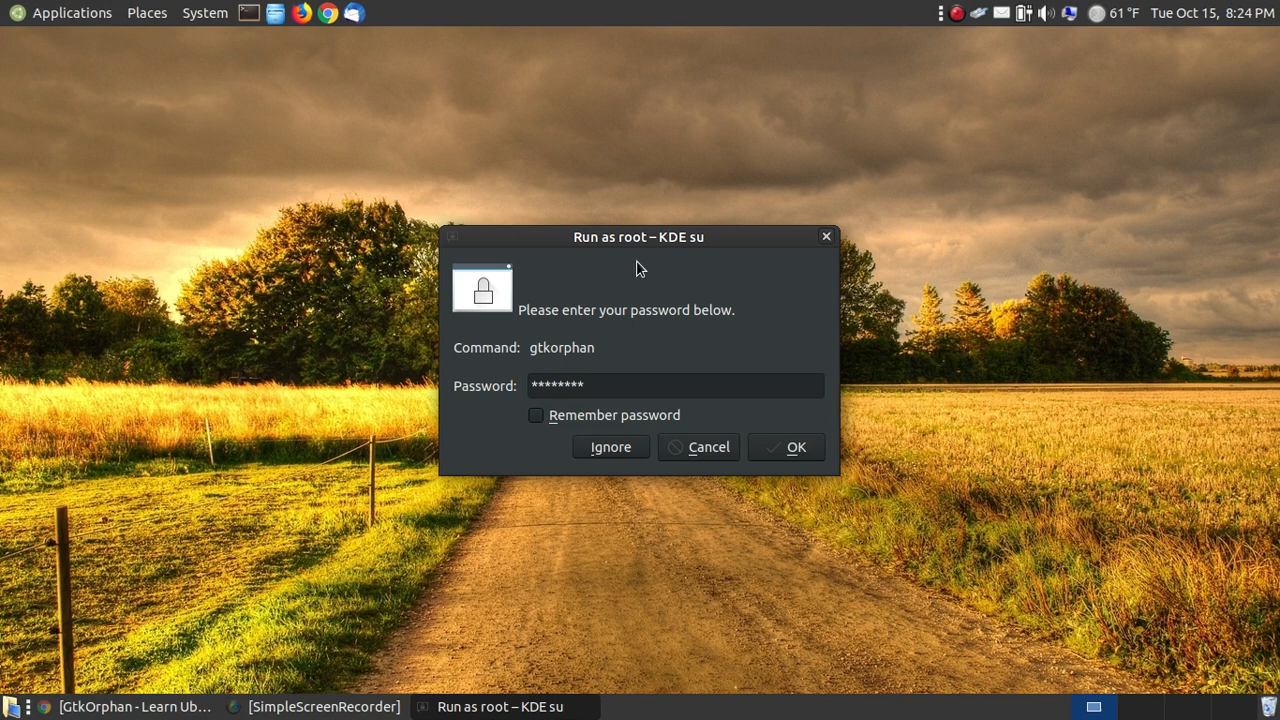 Applications Places System
61 °F Tue Oct 15, 8:24 PM
Run as root – KDE su
Please enter your password below.
Command: gtkorphan
Password: ********
Remember password
Ignore Cancel OK
[GtkOrphan - Learn Ub... [SimpleScreenRecorder] Run as root – KDE su